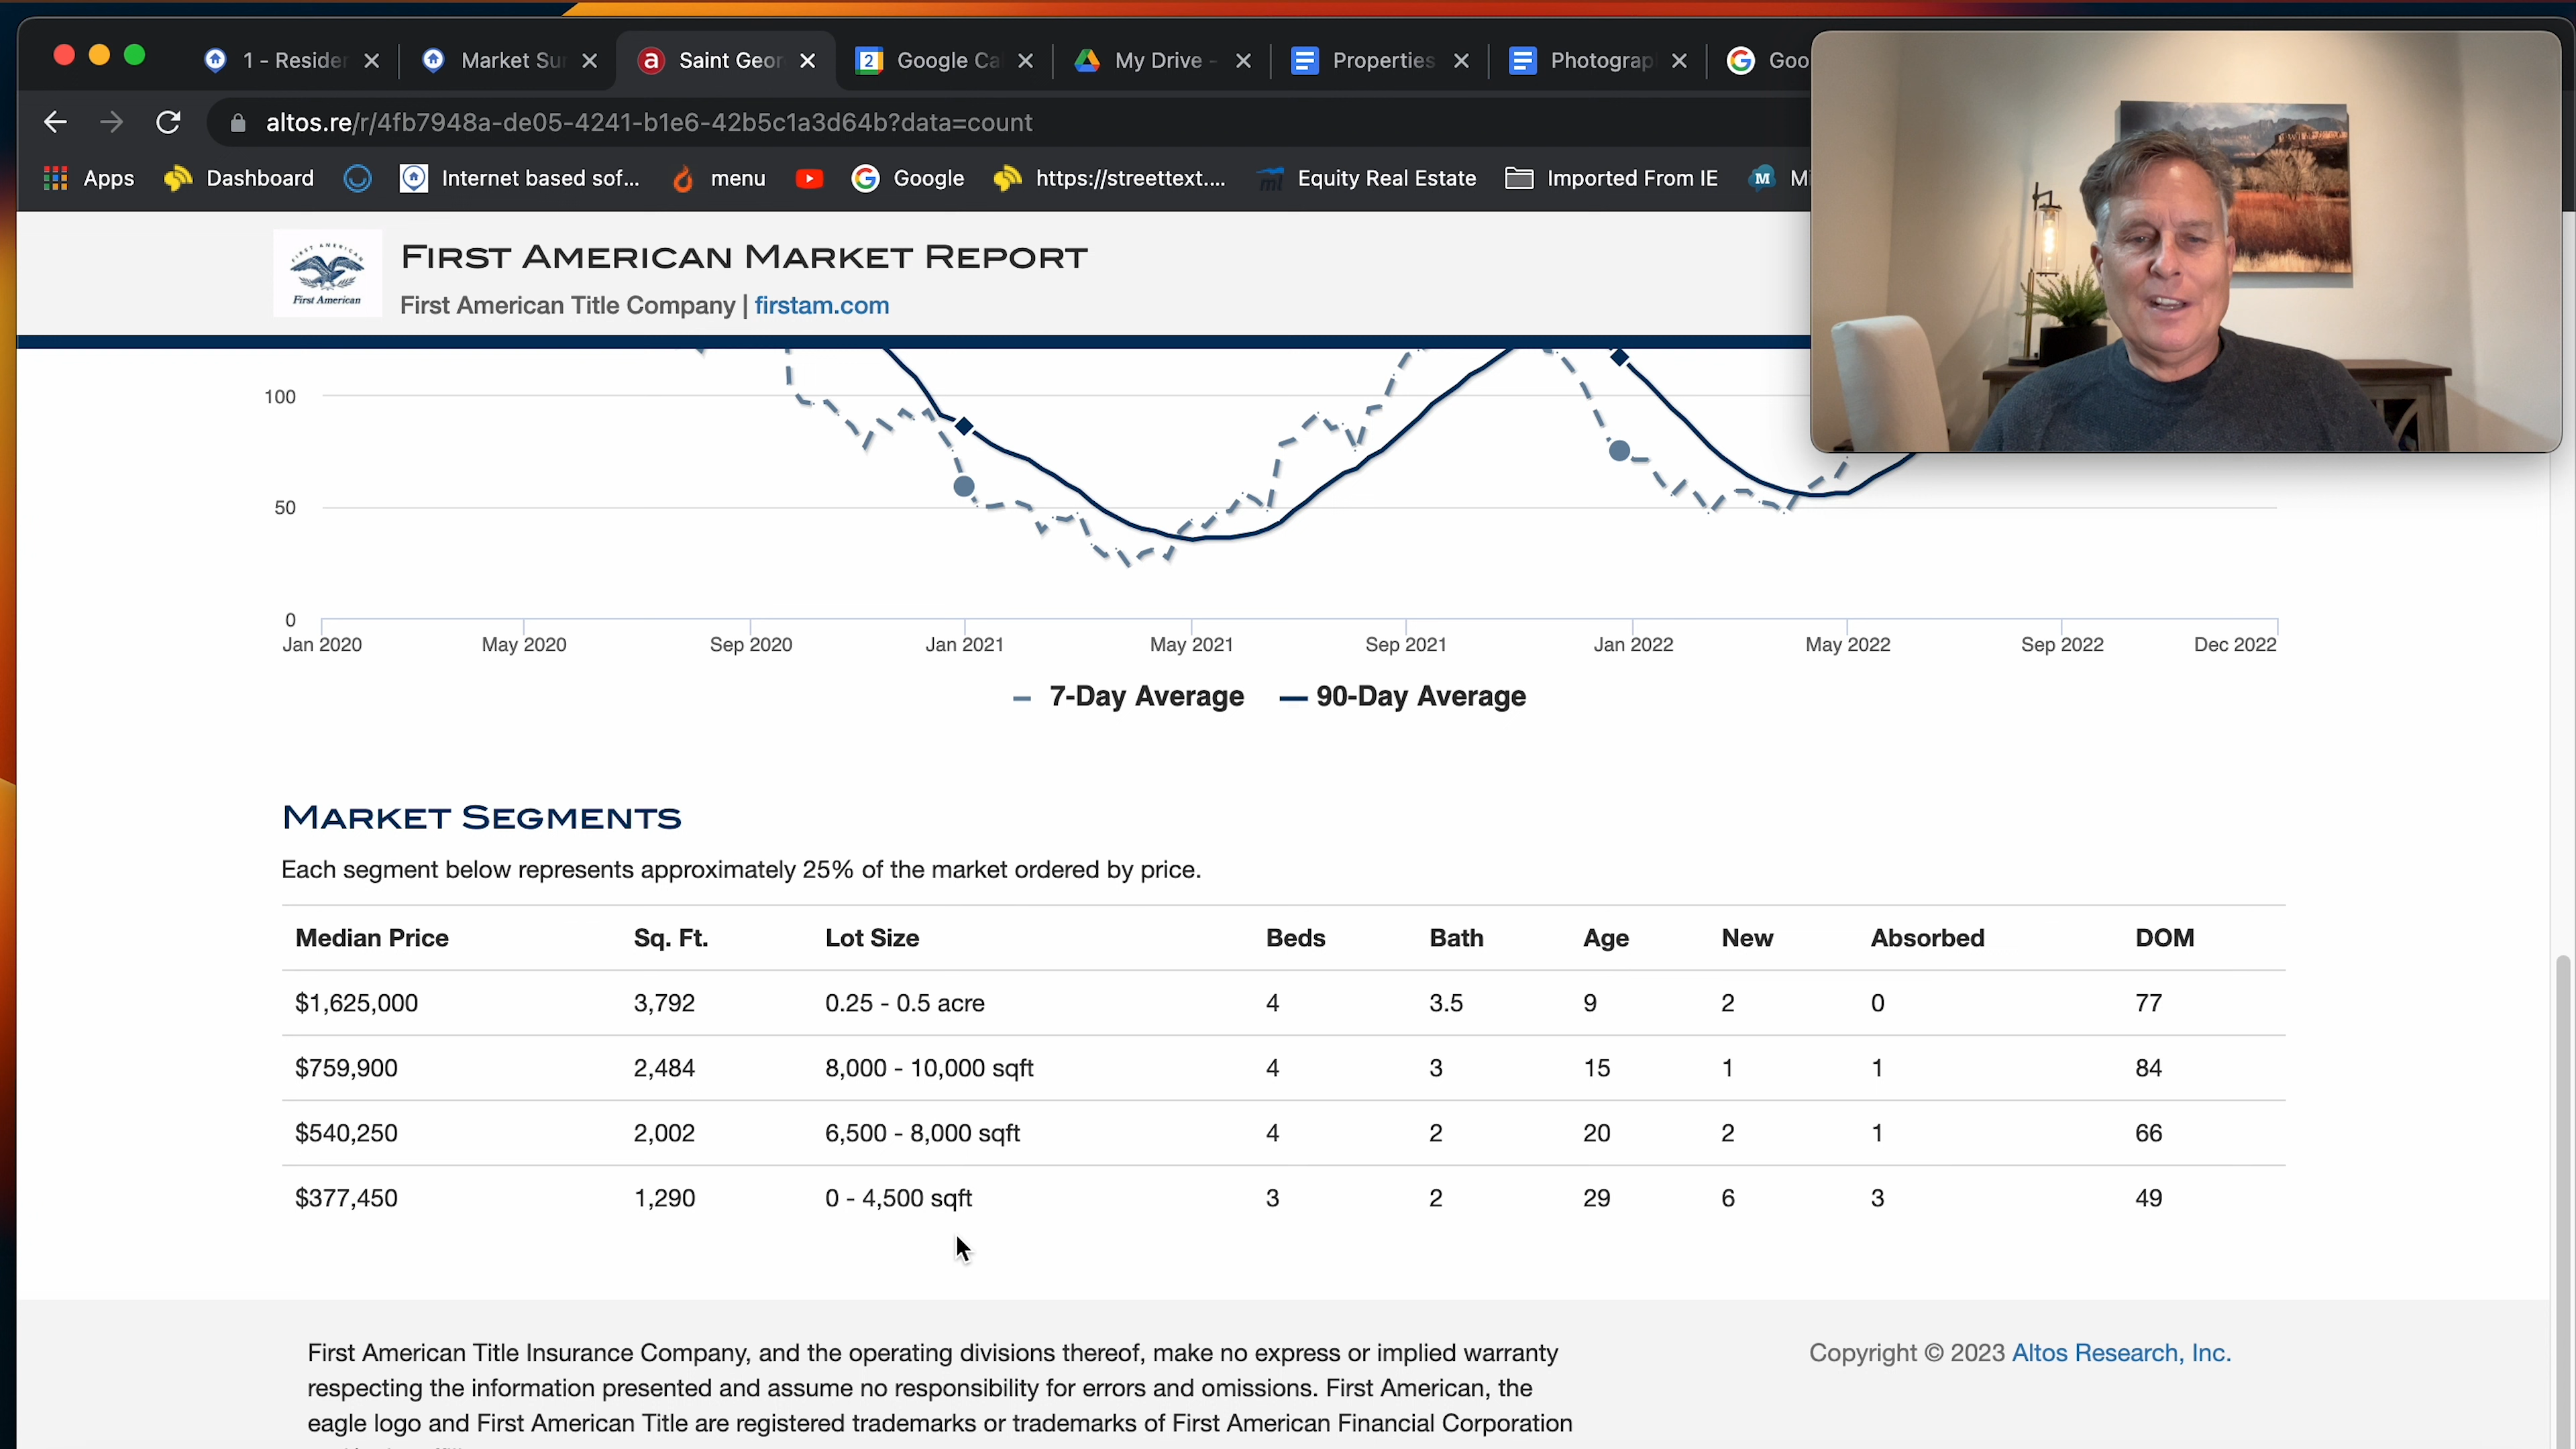 1 - Resider
Market Sur
Saint Geor
2
Google Ca
My Drive -
Properties
Photograp
Goo
altos.re/r/4fb7948a-de05-4241-b1e6-42b5c1a3d64b?data=count
Apps
Dashboard
Internet based sof...
menu
Google
https://streettext....
Equity Real Estate
Imported From IE
M
Mi
FIRST AMERICAN
First American
First American Market Report
First American Title Company | firstam.com
100
50
0
Jan 2020
May 2020
Sep 2020
Jan 2021
May 2021
Sep 2021
Jan 2022
May 2022
Sep 2022
Dec 2022
7-Day Average
90-Day Average
Market Segments
Each segment below represents approximately 25% of the market ordered by price.
Median Price Sq. Ft. Lot Size Beds Bath Age New Absorbed DOM
$1,625,000 3,792 0.25 - 0.5 acre 4 3.5 9 2 0 77
$759,900 2,484 8,000 - 10,000 sqft 4 3 15 1 1 84
$540,250 2,002 6,500 - 8,000 sqft 4 2 20 2 1 66
$377,450 1,290 0 - 4,500 sqft 3 2 29 6 3 49
First American Title Insurance Company, and the operating divisions thereof, make no express or implied warranty
respecting the information presented and assume no responsibility for errors and omissions. First American, the
eagle logo and First American Title are registered trademarks or trademarks of First American Financial Corporation
Copyright © 2023 Altos Research, Inc.